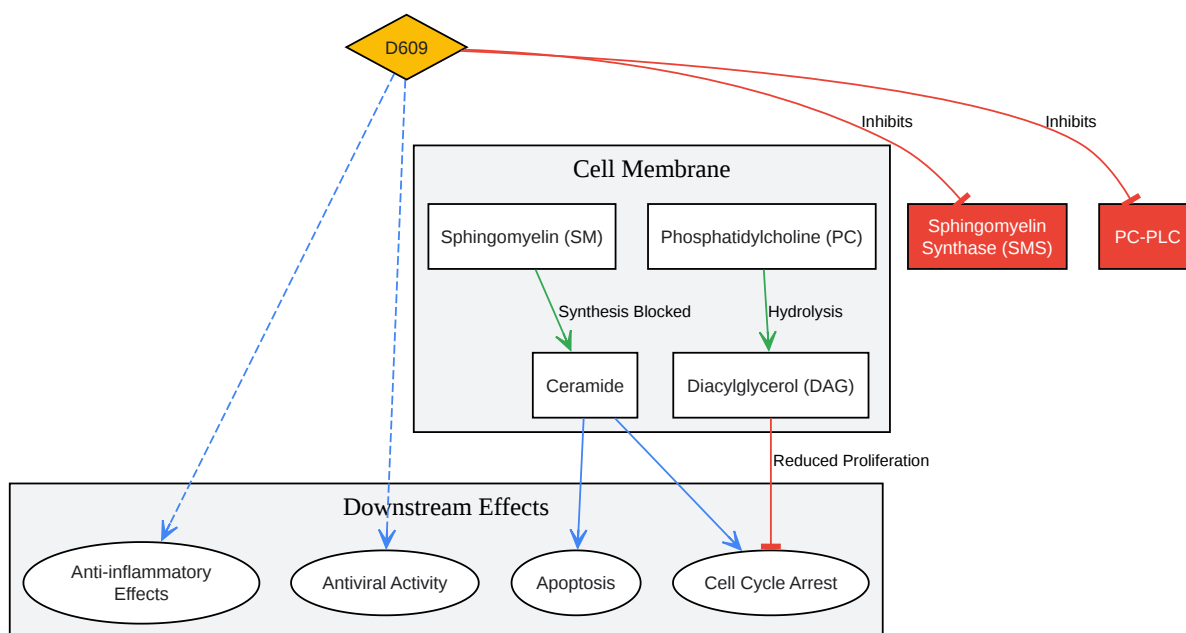 D609
Inhibits
Inhibits
Cell Membrane
Sphingomyelin (SM)
Phosphatidylcholine (PC)
Sphingomyelin
Synthase (SMS)
PC-PLC
Synthesis Blocked
Hydrolysis
Ceramide
Diacylglycerol (DAG)
Reduced Proliferation
Downstream Effects
Anti-inflammatory
Effects
Antiviral Activity
Apoptosis
Cell Cycle Arrest